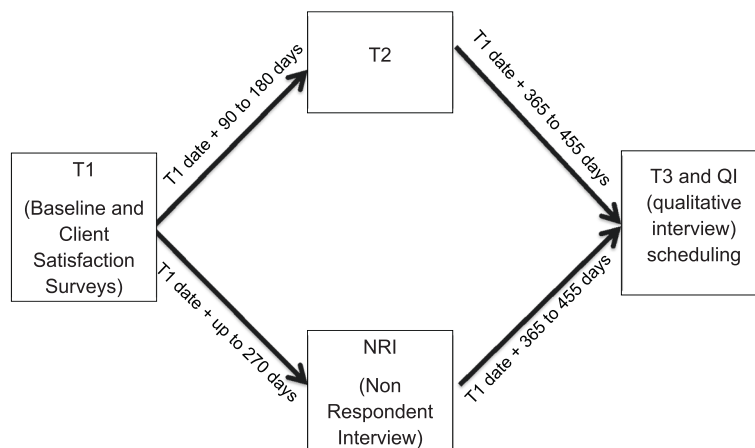 T1
(Baseline and
Client
Satisfaction
Surveys)
T1 date + 90 to 180 days
T2
T1 date + 365 to 455 days
T1 date + up to 270 days
NRI
(Non
Respondent
Interview)
T1 date + 365 to 455 days
T3 and QI
(qualitative
interview)
scheduling